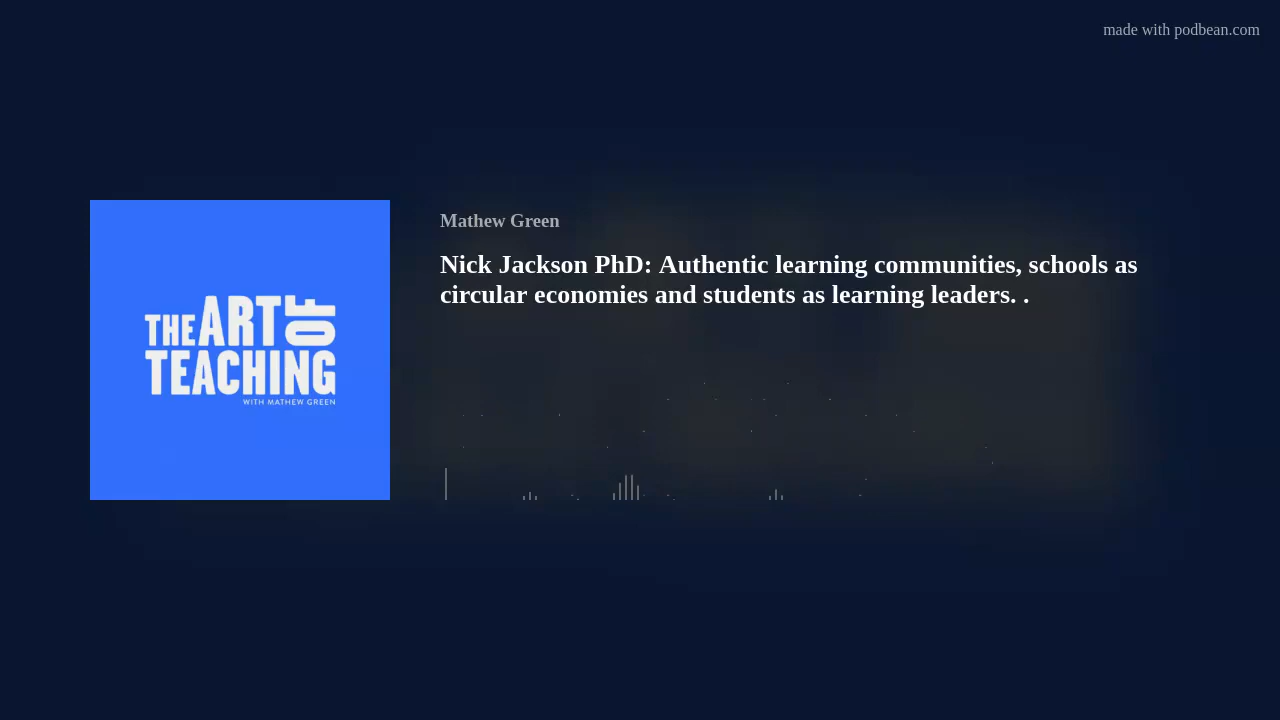 made with podbean.com
THE ART OF
TEACHING
WITH MATHEW GREEN
Mathew Green
Nick Jackson PhD: Authentic learning communities, schools as
circular economies and students as learning leaders. .